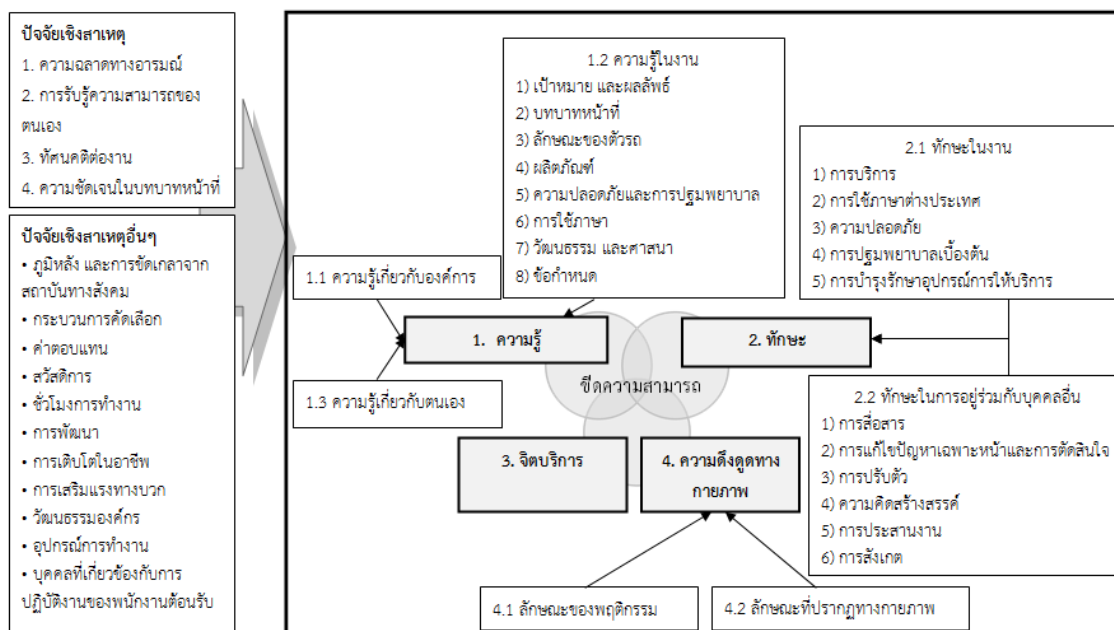 ปัจจัยเชิงสาเหตุ
1. ความฉลาดทางอารมณ์
2. การรับรู้ความสามารถของ
ตนเอง
3. ทัศนคติต่องาน
4. ความชัดเจนในบทบาทหน้าที่
ปัจจัยเชิงสาเหตุอื่นๆ
• ภูมิหลัง และการขัดเกลาจาก
สถาบันทางสังคม
• กระบวนการคัดเลือก
• ค่าตอบแทน
• สวัสดิการ
• ชั่วโมงการทำงาน
• การพัฒนา
• การเติบโตในอาชีพ
• การเสริมแรงทางบวก
• วัฒนธรรมองค์กร
• อุปกรณ์การทำงาน
• บุคคลที่เกี่ยวข้องกับการ
ปฏิบัติงานของพนักงานต้อนรับ
1.2 ความรู้ในงาน
1) เป้าหมาย และผลลัพธ์
2) บทบาทหน้าที่
3) ลักษณะของตัวรถ
4) ผลิตภัณฑ์
5) ความปลอดภัยและการปฐมพยาบาล
6) การใช้ภาษา
7) วัฒนธรรม และศาสนา
8) ข้อกำหนด
2.1 ทักษะในงาน
1) การบริการ
2) การใช้ภาษาต่างประเทศ
3) ความปลอดภัย
4) การปฐมพยาบาลเบื้องต้น
5) การบำรุงรักษาอุปกรณ์การให้บริการ
1.1 ความรู้เกี่ยวกับองค์การ
1. ความรู้
2. ทักษะ
ขีดความสามารถ
1.3 ความรู้เกี่ยวกับตนเอง
2.2 ทักษะในการอยู่ร่วมกับบุคคลอื่น
1) การสื่อสาร
2) การแก้ไขปัญหาเฉพาะหน้าและการตัดสินใจ
3) การปรับตัว
4) ความคิดสร้างสรรค์
5) การประสานงาน
6) การสังเกต
3. จิตบริการ
4. ความดึงดูดทาง
กายภาพ
4.1 ลักษณะของพฤติกรรม
4.2 ลักษณะที่ปรากฏทางกายภาพ